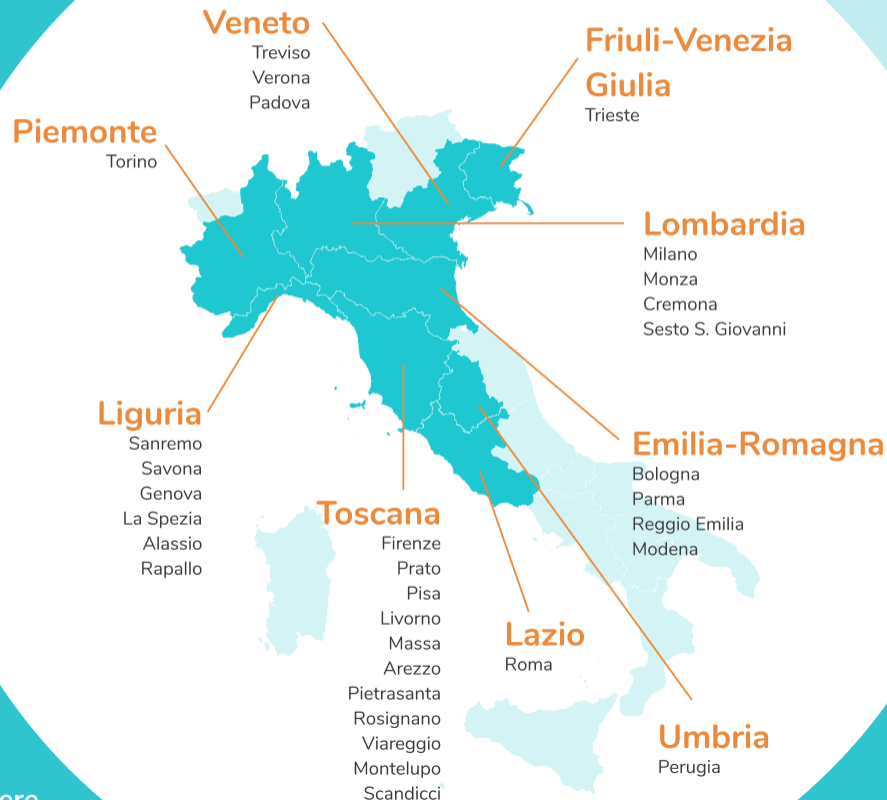 Veneto
Treviso
Verona
Padova
Friuli-Venezia
Giulia
Trieste
Piemonte
Torino
Lombardia
Milano
Monza
Cremona
Sesto S. Giovanni
Liguria
Sanremo
Savona
Genova
La Spezia
Alassio
Rapallo
Emilia-Romagna
Bologna
Parma
Reggio Emilia
Modena
Toscana
Firenze
Prato
Pisa
Livorno
Massa
Arezzo
Pietrasanta
Rosignano
Viareggio
Montelupo
Scandicci
Lazio
Roma
Umbria
Perugia